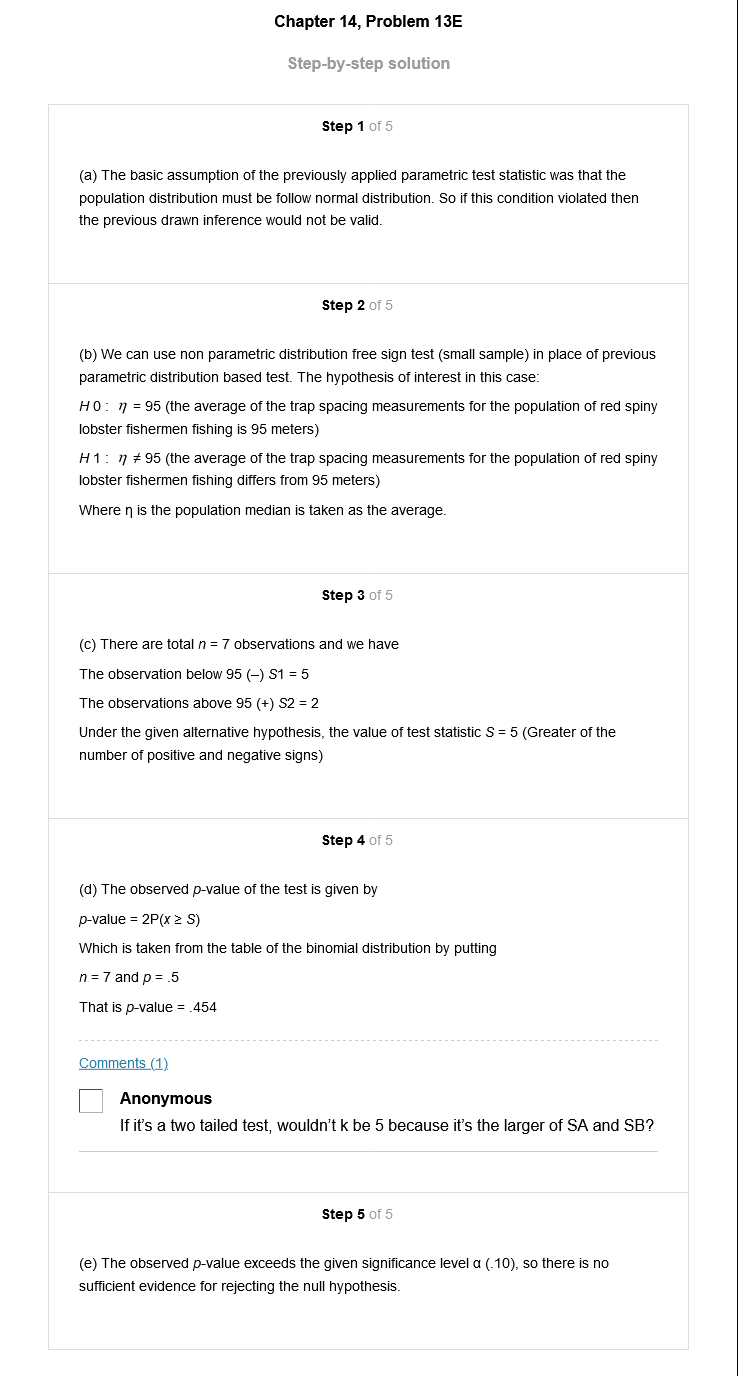 Chapter 14, Problem 13E
Step-by-step solution
Step 1 of 5
(a) The basic assumption of the previously applied parametric test statistic was that the
population distribution must be follow normal distribution. So if this condition violated then
the previous drawn inference would not be valid.
Step 2 of 5
(b) We can use non parametric distribution free sign test (small sample) in place of previous
parametric distribution based test. The hypothesis of interest in this case:
H 0 : η = 95 (the average of the trap spacing measurements for the population of red spiny
lobster fishermen fishing is 95 meters)
H 1 : η ≠ 95 (the average of the trap spacing measurements for the population of red spiny
lobster fishermen fishing differs from 95 meters)
Where η is the population median is taken as the average.
Step 3 of 5
(c) There are total n = 7 observations and we have
The observation below 95 (–) S1 = 5
The observations above 95 (+) S2 = 2
Under the given alternative hypothesis, the value of test statistic S = 5 (Greater of the
number of positive and negative signs)
Step 4 of 5
(d) The observed p-value of the test is given by
p-value = 2P(x ≥ S)
Which is taken from the table of the binomial distribution by putting
n = 7 and p = .5
That is p-value = .454
Comments (1)
Anonymous
If it's a two tailed test, wouldn't k be 5 because it's the larger of SA and SB?
Step 5 of 5
(e) The observed p-value exceeds the given significance level α (.10), so there is no
sufficient evidence for rejecting the null hypothesis.